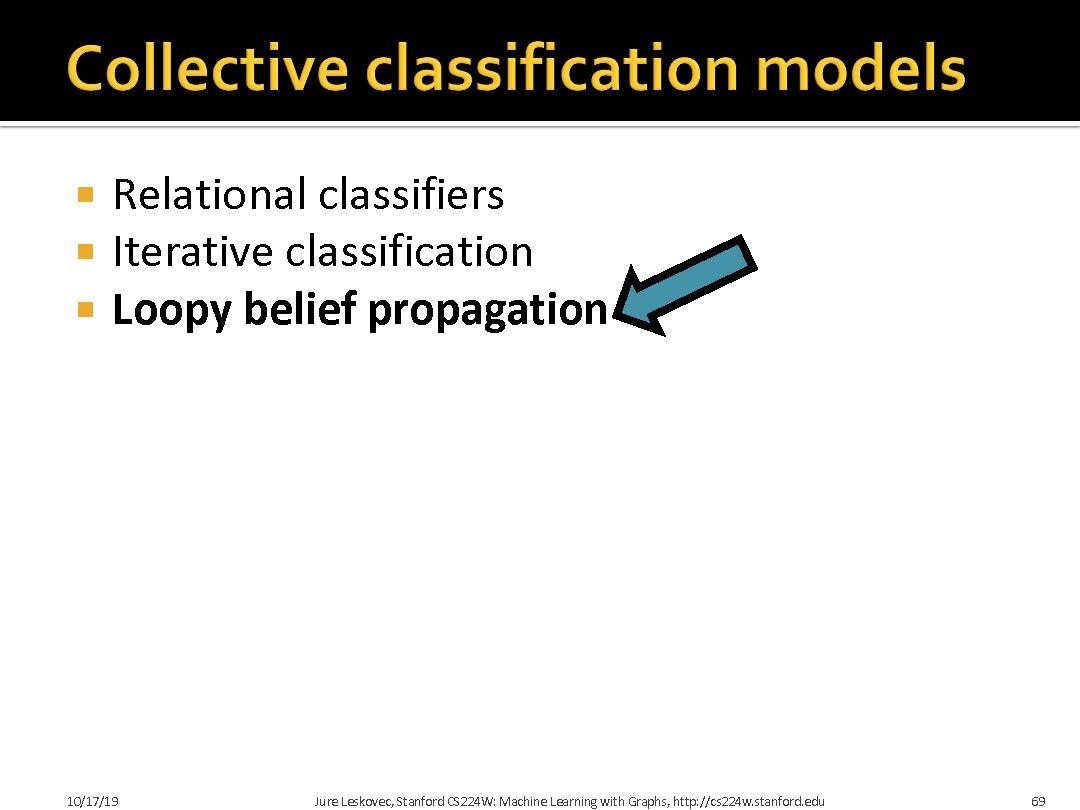 Collective classification models
Relational classifiers
Iterative classification
Loopy belief propagation
10/17/19
Jure Leskovec, Stanford CS224W: Machine Learning with Graphs, http://cs224w.stanford.edu
69